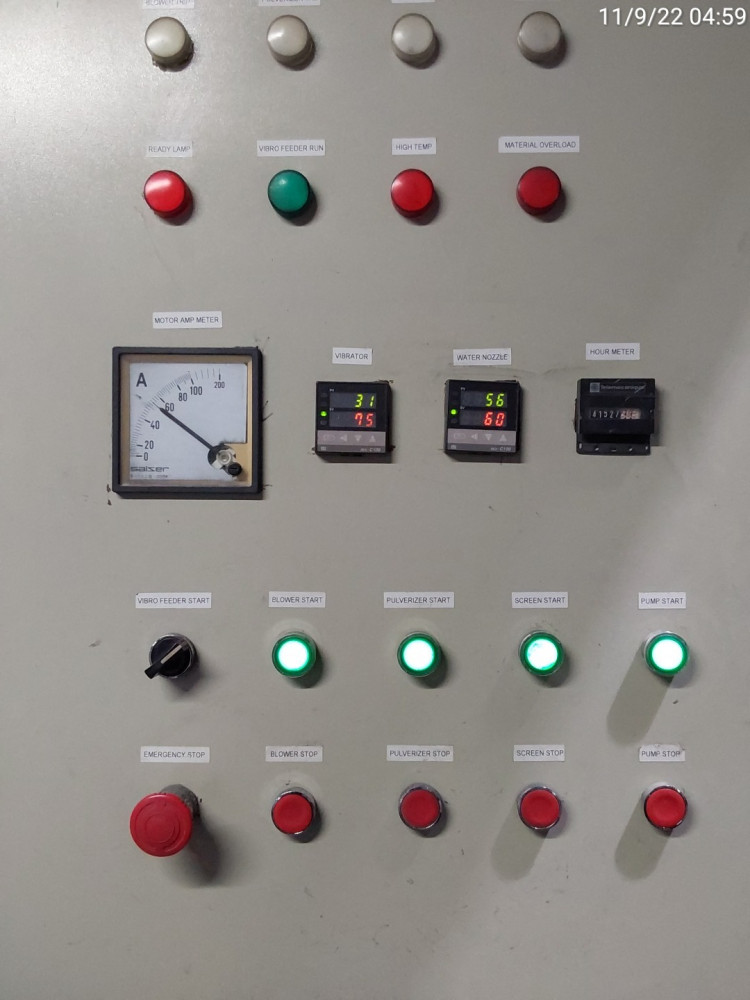 11/9/22 04:59
READY LAMP
VIBRO FEEDER RUN
HIGH TEMP
MATERIAL OVERLOAD
MOTOR AMP METER
VIBRATOR
WATER NOZZLE
HOUR METER
A
0
20
60
80
100
200
salzer
31
75
56
60
VIBRO FEEDER START
BLOWER START
PULVERIZER START
SCREEN START
PUMP START
EMERGENCY STOP
BLOWER STOP
PULVERIZER STOP
SCREEN STOP
PUMP STOP